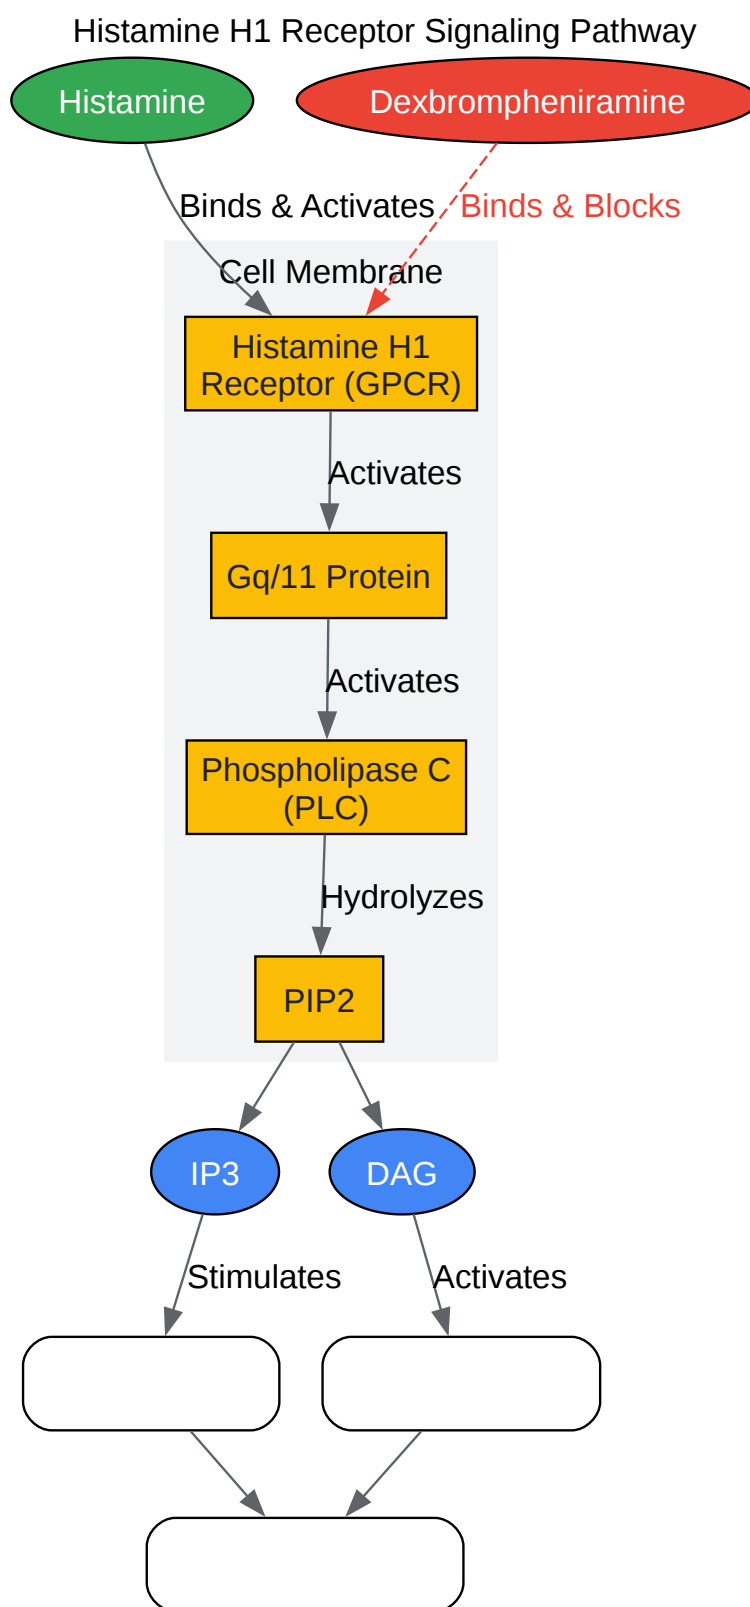 Histamine H1 Receptor Signaling Pathway
Histamine
Dexbrompheniramine
Binds & Activates
Binds & Blocks
Cell Membrane
Histamine H1
Receptor (GPCR)
Activates
Gq/11 Protein
Activates
Phospholipase C
(PLC)
Hydrolyzes
PIP2
IP3
DAG
Stimulates
Activates